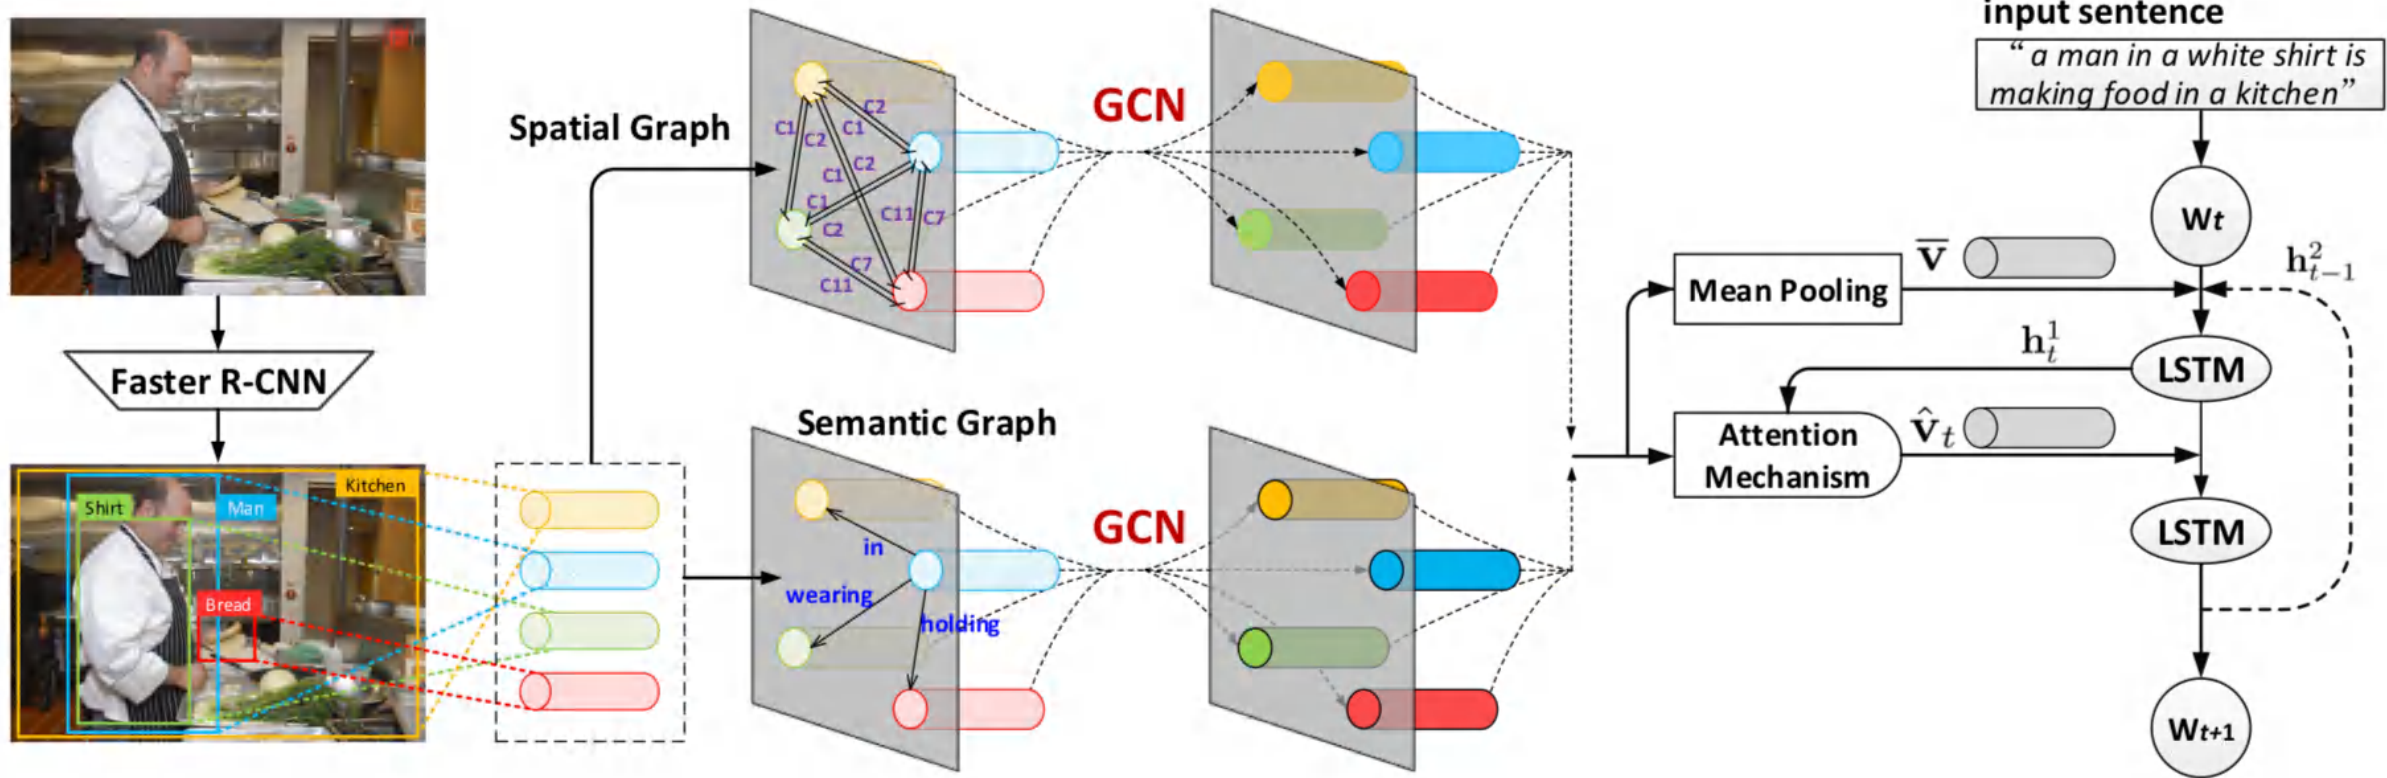 input sentence
“ a man in a white shirt is
making food in a kitchen”
Spatial Graph
GCN
C2
C1
C1
C2
C2
C1
C1
C11
C7
C2
C7
C11
Wt
v̅
h²ₜ₋₁
Mean Pooling
h¹ₜ
LSTM
Faster R-CNN
Attention
Mechanism
v̂ₜ
Semantic Graph
Kitchen
Shirt
Man
Bread
GCN
in
wearing
holding
LSTM
Wt+1